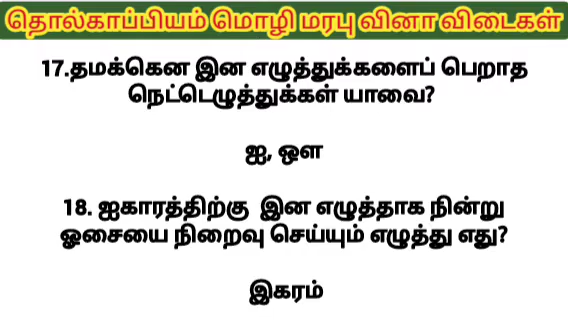 தொல்காப்பியம் மொழி மரபு வினா விடைகள்
17.தமக்கென இன எழுத்துக்களைப் பெறாத
நெட்டெழுத்துக்கள் யாவை?
ஐ, ஔ
18. ஐகாரத்திற்கு இன எழுத்தாக நின்று
ஓசையை நிறைவு செய்யும் எழுத்து எது?
இகரம்